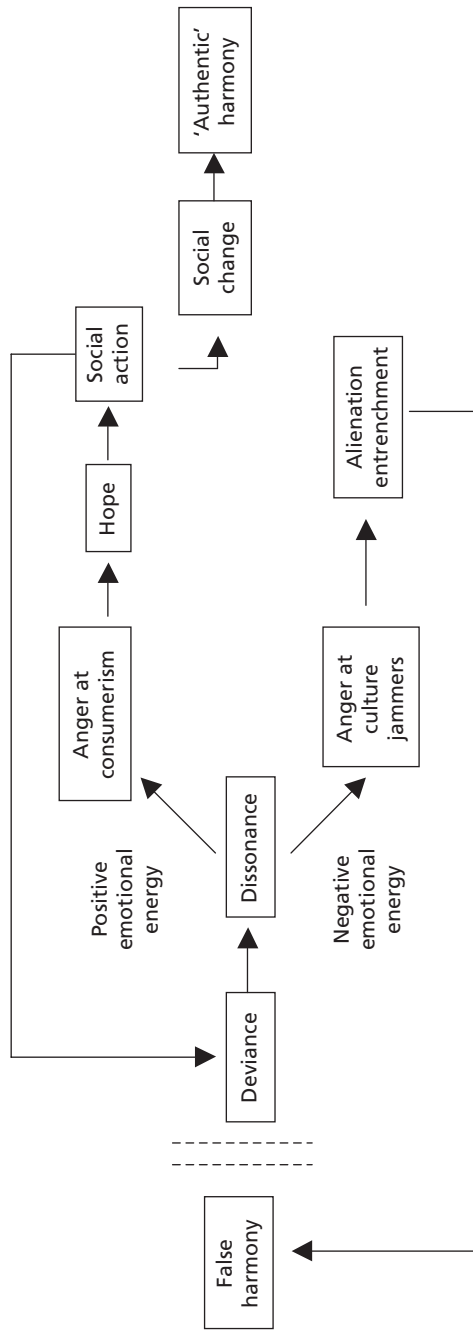 False
harmony
Deviance
Dissonance
Positive
emotional
energy
Negative
emotional
energy
Anger at
consumerism
Hope
Social
action
Social
change
'Authentic'
harmony
Anger at
culture
jammers
Alienation
entrenchment